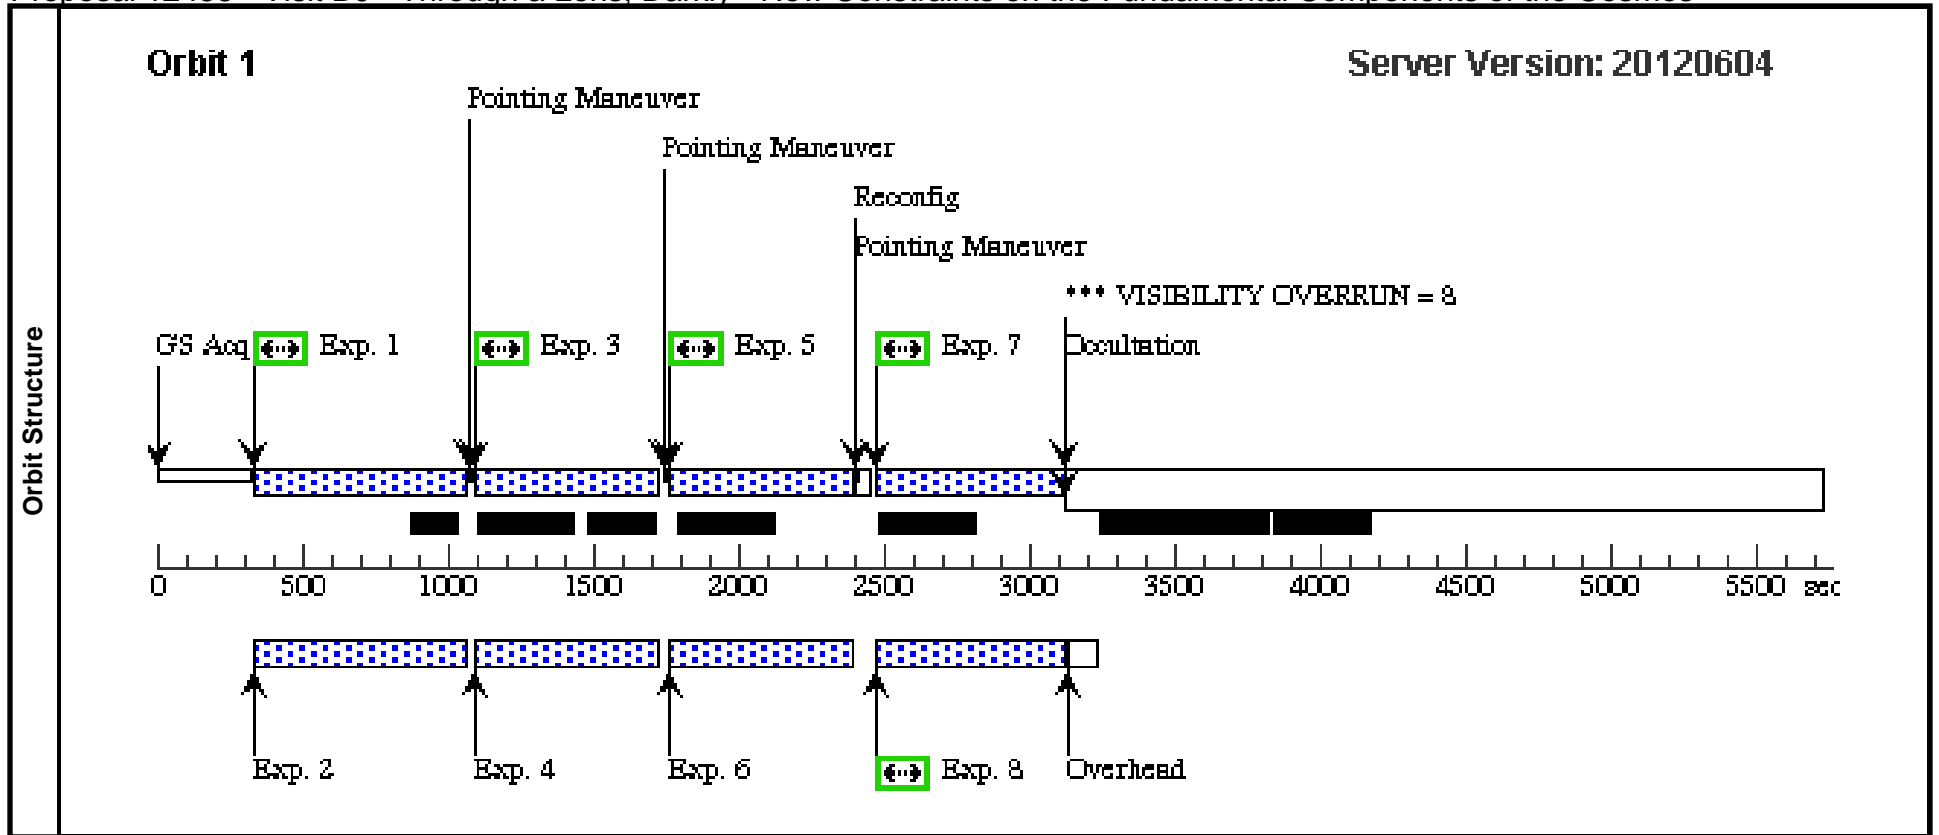 Orbit 1
Server Version: 20120604
Pointing Maneuver
Pointing Maneuver
Reconfig
Pointing Maneuver
*** VISIBILITY OVERRUN = 8
GS Acq
Exp. 1
Exp. 3
Exp. 5
Exp. 7
Occultation
Orbit Structure
0 500 1000 1500 2000 2500 3000 3500 4000 4500 5000 5500 sec
Exp. 2
Exp. 4
Exp. 6
Exp. 8
Overhead